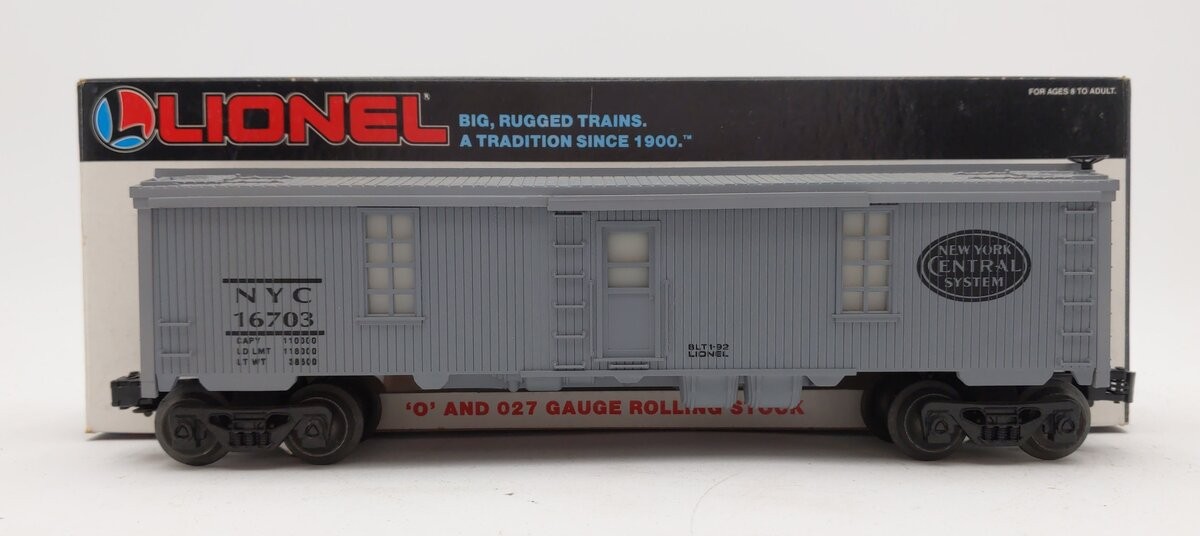 LIONEL®
BIG, RUGGED TRAINS.
A TRADITION SINCE 1900.™
FOR AGES 8 TO ADULT.
NYC
16703
CAPY 110000
LD LMT 118000
LT WT 38500
BLT 1-92
LIONEL
NEW YORK
CENTRAL
SYSTEM
'O' AND 027 GAUGE ROLLING STOCK